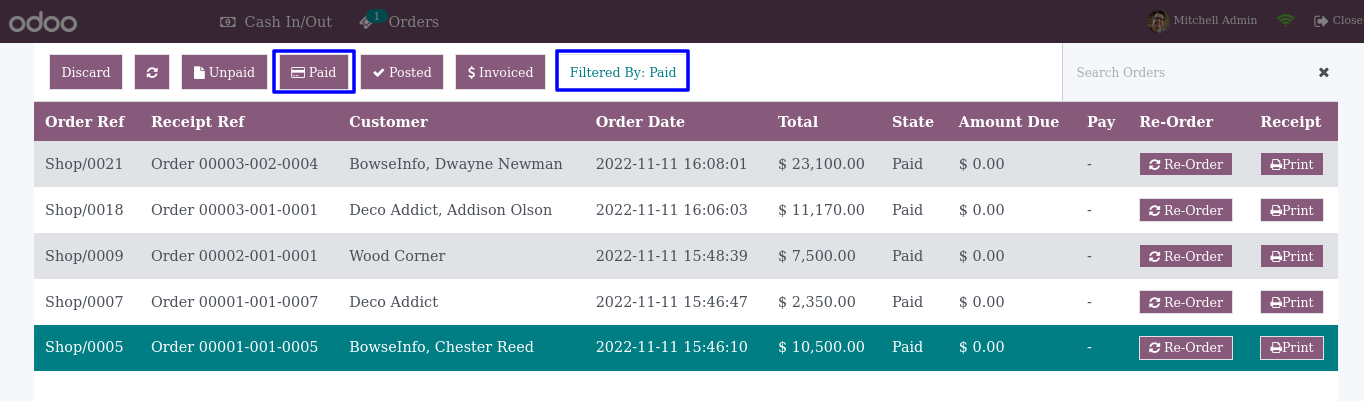 odoo Cash In/Out 1 Orders Mitchell Admin Close
Discard Unpaid Paid Posted Invoiced Filtered By: Paid Search Orders
Order Ref Receipt Ref Customer Order Date Total State Amount Due Pay Re-Order Receipt
Shop/0021 Order 00003-002-0004 BowseInfo, Dwayne Newman 2022-11-11 16:08:01 $ 23,100.00 Paid $ 0.00 - Re-Order Print
Shop/0018 Order 00003-001-0001 Deco Addict, Addison Olson 2022-11-11 16:06:03 $ 11,170.00 Paid $ 0.00 - Re-Order Print
Shop/0009 Order 00002-001-0001 Wood Corner 2022-11-11 15:48:39 $ 7,500.00 Paid $ 0.00 - Re-Order Print
Shop/0007 Order 00001-001-0007 Deco Addict 2022-11-11 15:46:47 $ 2,350.00 Paid $ 0.00 - Re-Order Print
Shop/0005 Order 00001-001-0005 BowseInfo, Chester Reed 2022-11-11 15:46:10 $ 10,500.00 Paid $ 0.00 - Re-Order Print